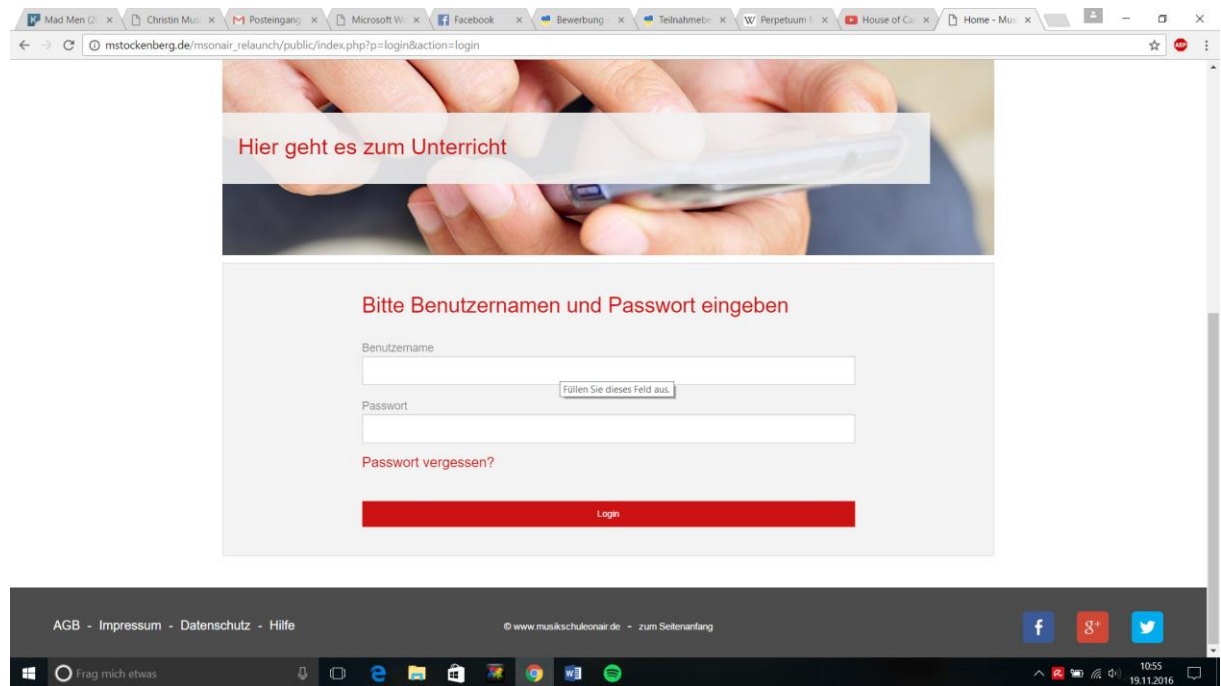 Mad Men (2
Christin Mus
Posteingang
Microsoft Wo
Facebook
Bewerbung -
Teilnahmebe
Perpetuum
House of Ca
Home - Mus
mstockenberg.de/msonair_relaunch/public/index.php?p=login&action=login
ABP
Hier geht es zum Unterricht
Bitte Benutzernamen und Passwort eingeben
Benutzername
Füllen Sie dieses Feld aus.
Passwort
Passwort vergessen?
Login
AGB - Impressum - Datenschutz - Hilfe
© www.musikschuleonair.de - zum Seitenanfang
Frag mich etwas
10:55
19.11.2016